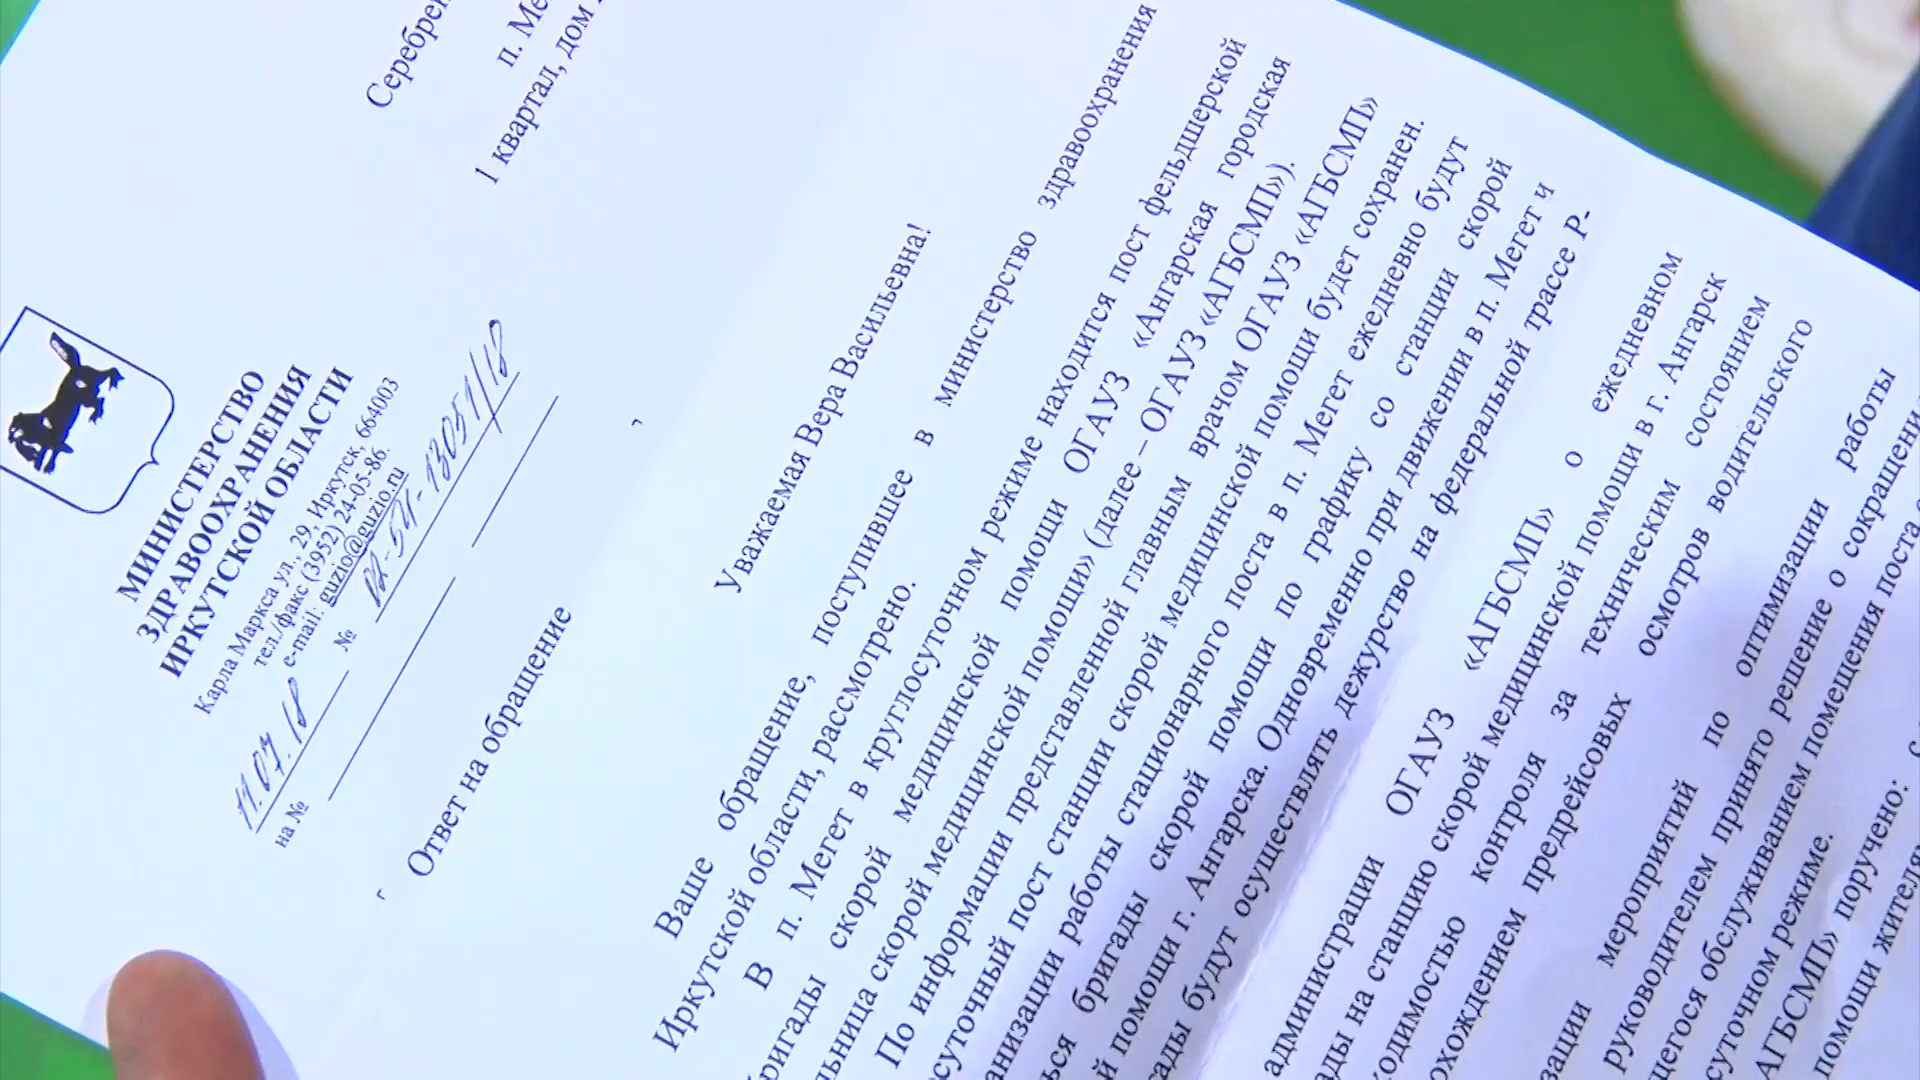 МИНИСТЕРСТВО
ЗДРАВООХРАНЕНИЯ
ИРКУТСКОЙ ОБЛАСТИ
Карла Маркса ул., 29, Иркутск, 664003
тел./факс (3952) 24-05-86.
e-mail: guzio@guzio.ru
11.07.18 № 02-54-13051/18
на №
Ответ на обращение
Серебрен
п. Ме
1 квартал, дом
Уважаемая Вера Васильевна!
Ваше обращение, поступившее в министерство здравоохранения
Иркутской области, рассмотрено.
В п. Мегет в круглосуточном режиме находится пост фельдшерской
бригады скорой медицинской помощи ОГАУЗ «Ангарская городская
льница скорой медицинской помощи» (далее – ОГАУЗ «АГБСМП»).
По информации представленной главным врачом ОГАУЗ «АГБСМП»
осуточный пост станции скорой медицинской помощи будет сохранен.
анизации работы стационарного поста в п. Мегет ежедневно будут
ься бригады скорой помощи по графику со станции скорой
й помощи г. Ангарска. Одновременно при движении в п. Мегет и
гады будут осуществлять дежурство на федеральной трассе Р-
администрации ОГАУЗ «АГБСМП» о ежедневном
ады на станцию скорой медицинской помощи в г. Ангарск
ходимостью контроля за техническим состоянием
охождением предрейсовых осмотров водительского
зации мероприятий по оптимизации работы
руководителем принято решение о сокращении
щегося обслуживанием помещения поста
суточном режиме.
АГБСМП» поручено:
помощи жител